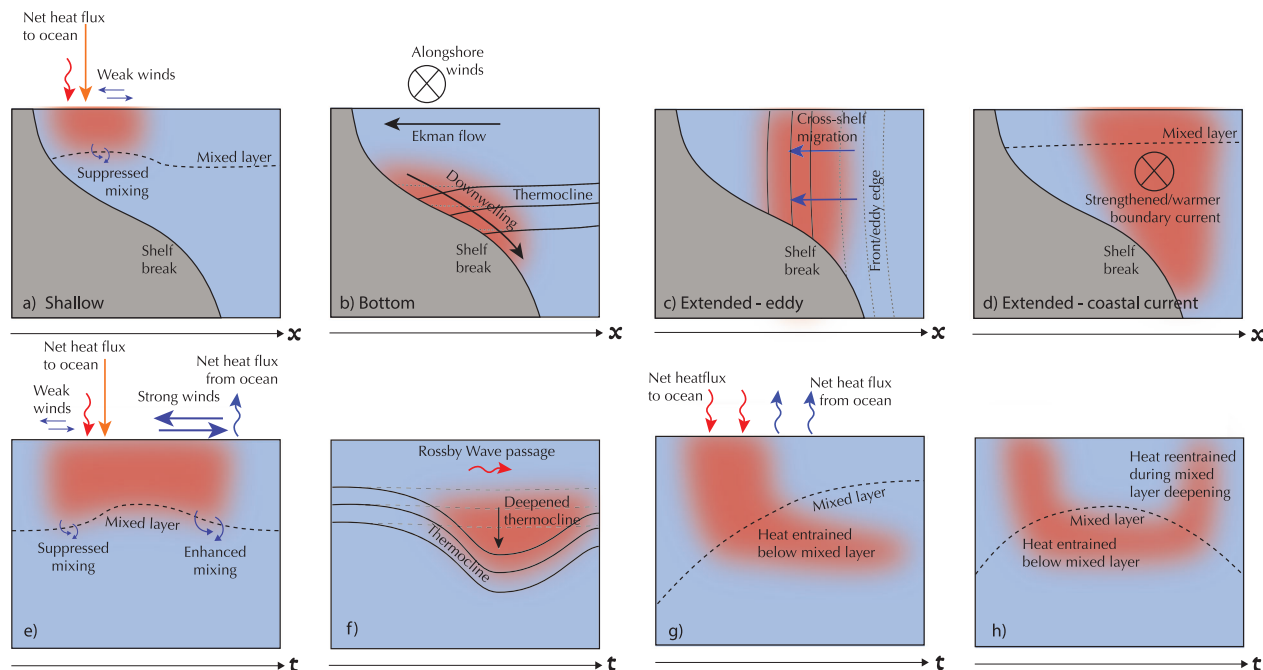 Net heat flux
to ocean
Weak winds
Mixed layer
Suppressed
mixing
Shelf
break
a) Shallow
x
Alongshore
winds
Ekman flow
Downwelling
Thermocline
Shelf
break
b) Bottom
x
Cross-shelf
migration
Front/eddy edge
Shelf
break
c) Extended - eddy
x
Mixed layer
Strengthened/warmer
boundary current
Shelf
break
d) Extended - coastal current
x
Net heat flux
to ocean
Weak
winds
Strong winds
Net heat flux
from ocean
Mixed layer
Suppressed
mixing
Enhanced
mixing
e)
t
Rossby Wave passage
Deepened
thermocline
Thermocline
f)
t
Net heatflux
to ocean
Net heat flux
from ocean
Mixed layer
Heat entrained
below mixed layer
g)
t
Heat reentrained
during mixed
layer deepening
Mixed layer
Heat entrained
below mixed layer
h)
t